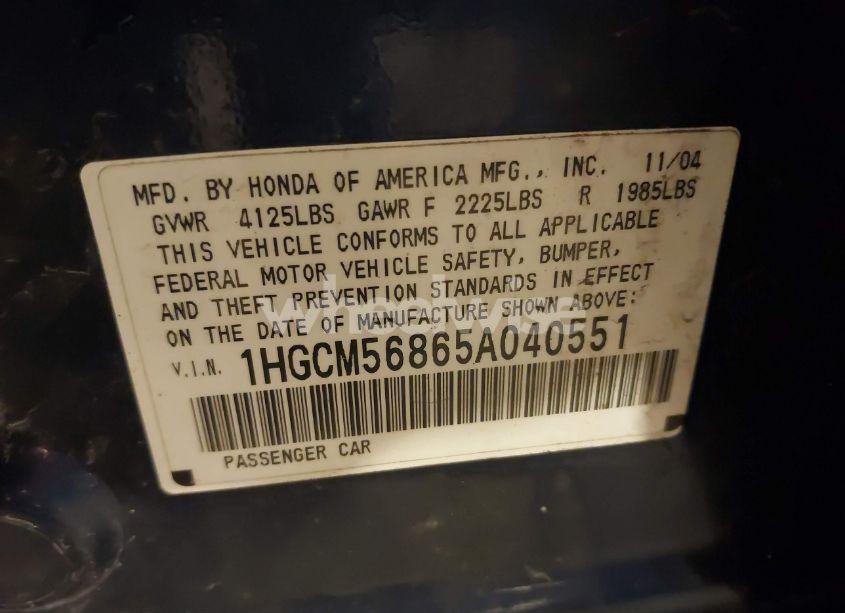 MFD. BY HONDA OF AMERICA MFG., INC. 11/04
GVWR 4125LBS GAWR F 2225LBS R 1985LBS
THIS VEHICLE CONFORMS TO ALL APPLICABLE
FEDERAL MOTOR VEHICLE SAFETY, BUMPER,
AND THEFT PREVENTION STANDARDS IN EFFECT
ON THE DATE OF MANUFACTURE SHOWN ABOVE:
V.I.N. 1HGCM56865A040551
PASSENGER CAR